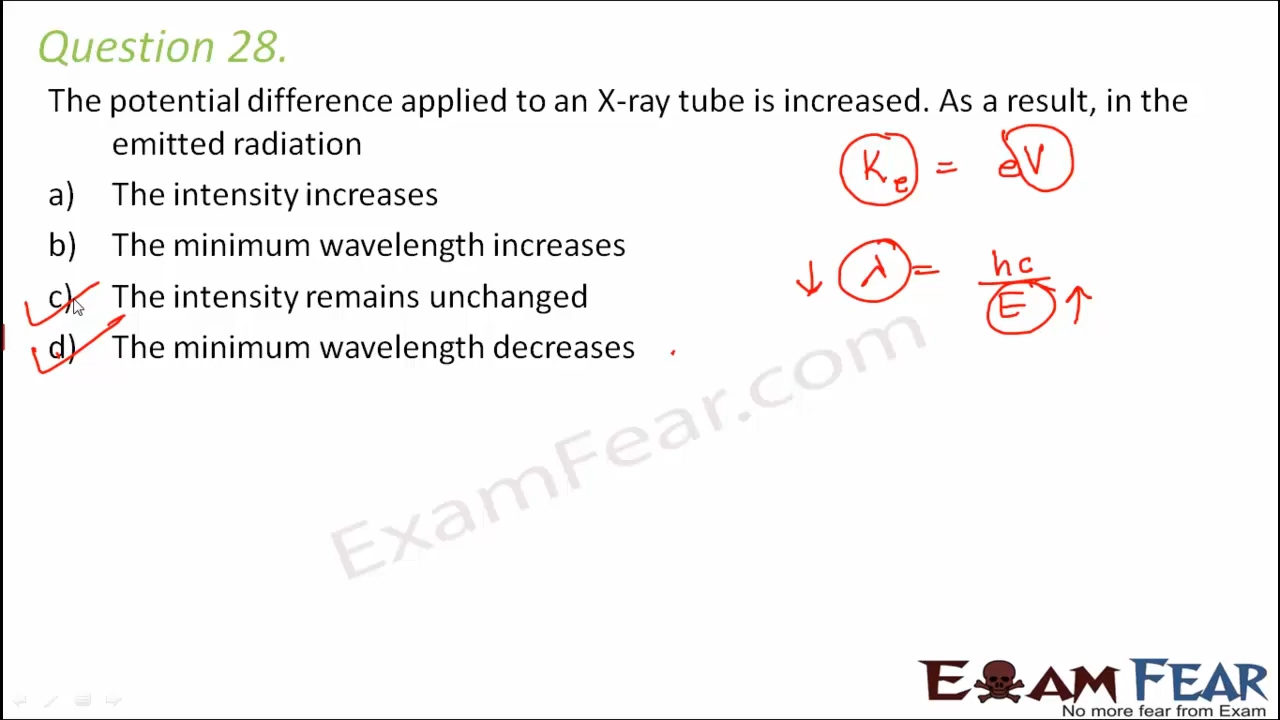 Question 28.
The potential difference applied to an X-ray tube is increased. As a result, in the
emitted radiation
a) The intensity increases
b) The minimum wavelength increases
c) The intensity remains unchanged
d) The minimum wavelength decreases
Ke = eV
↓ λ = hc / E ↑
ExamFear.com
EXAM FEAR
No more fear from Exam